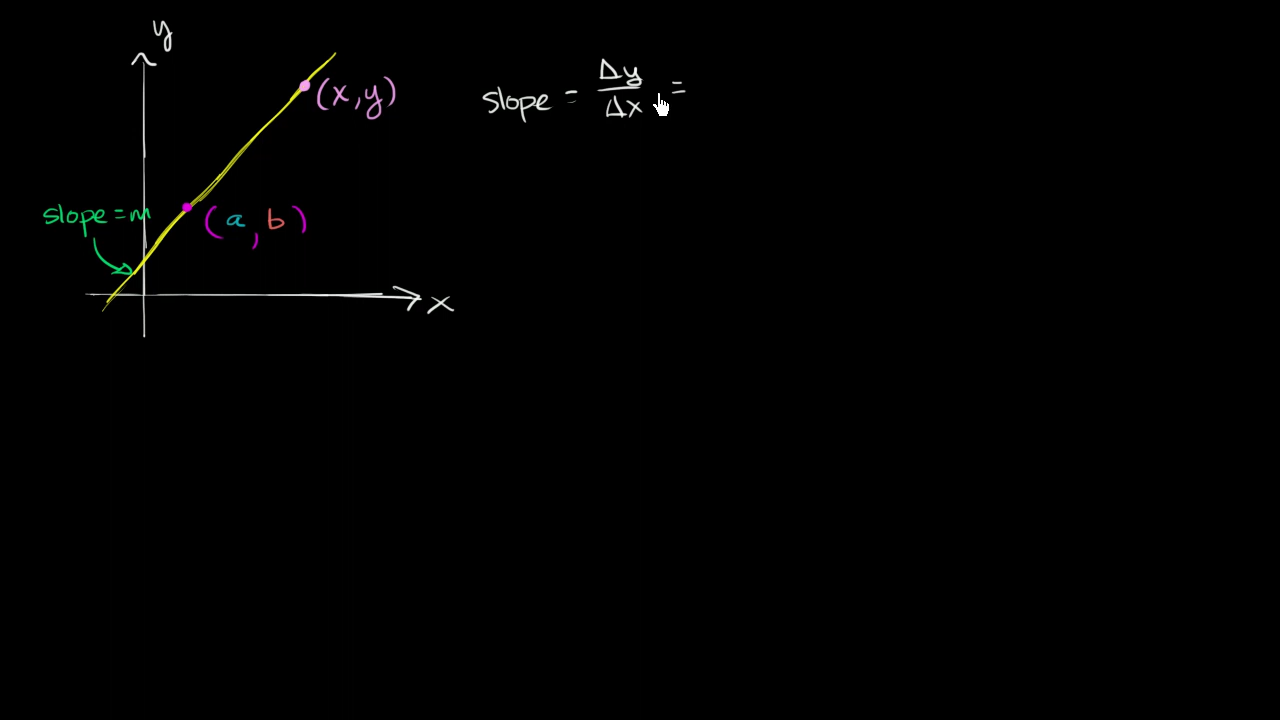 y
(x,y)
slope = Δy/Δx =
slope = m
(a, b)
x